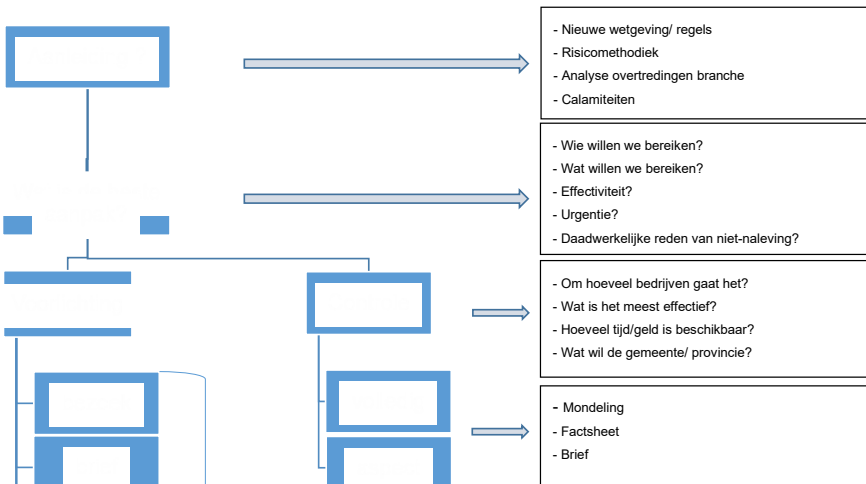 - Nieuwe wetgeving/ regels
- Risicomethodiek
- Analyse overtredingen branche
- Calamiteiten
- Wie willen we bereiken?
- Wat willen we bereiken?
- Effectiviteit?
- Urgentie?
- Daadwerkelijke reden van niet-naleving?
- Om hoeveel bedrijven gaat het?
- Wat is het meest effectief?
- Hoeveel tijd/geld is beschikbaar?
- Wat wil de gemeente/ provincie?
- Mondeling
- Factsheet
- Brief